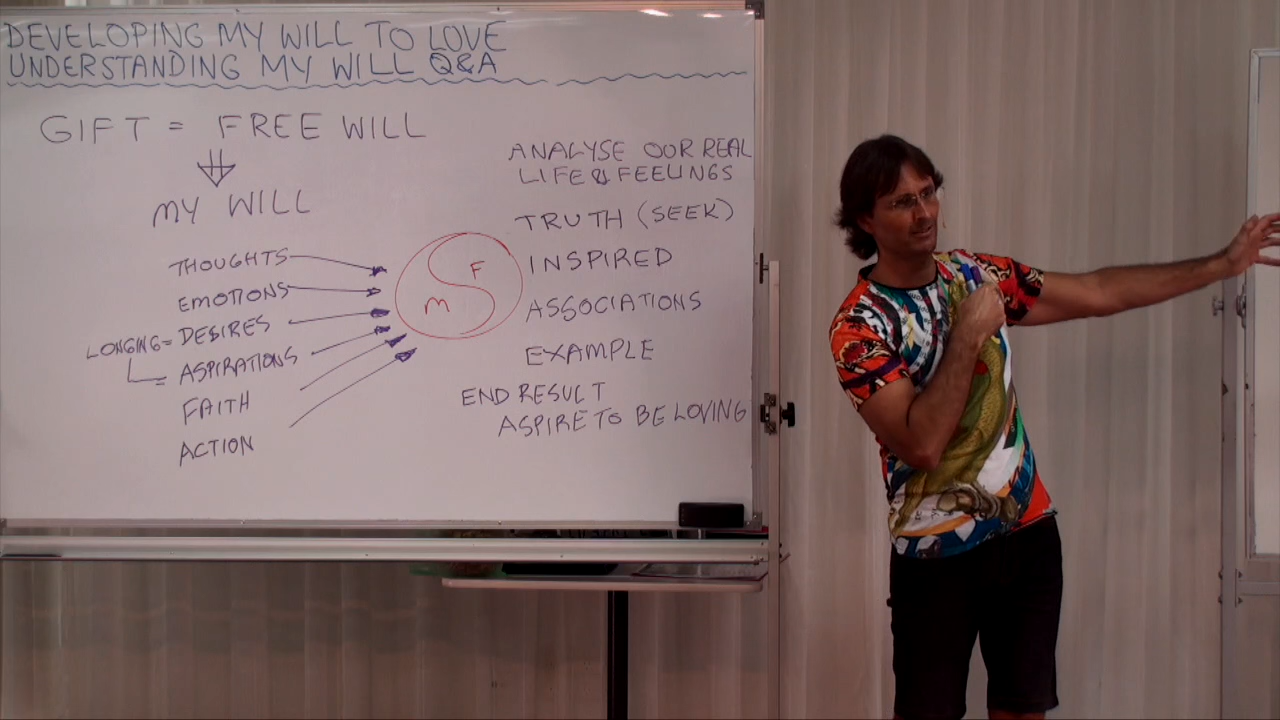 DEVELOPING MY WILL TO LOVE
UNDERSTANDING MY WILL Q&A
GIFT = FREE WILL
MY WILL
THOUGHTS
EMOTIONS
LONGING = DESIRES
= ASPIRATIONS
FAITH
ACTION
F
M
ANALYSE OUR REAL
LIFE & FEELINGS
TRUTH (SEEK)
INSPIRED
ASSOCIATIONS
EXAMPLE
END RESULT
ASPIRE TO BE LOVING